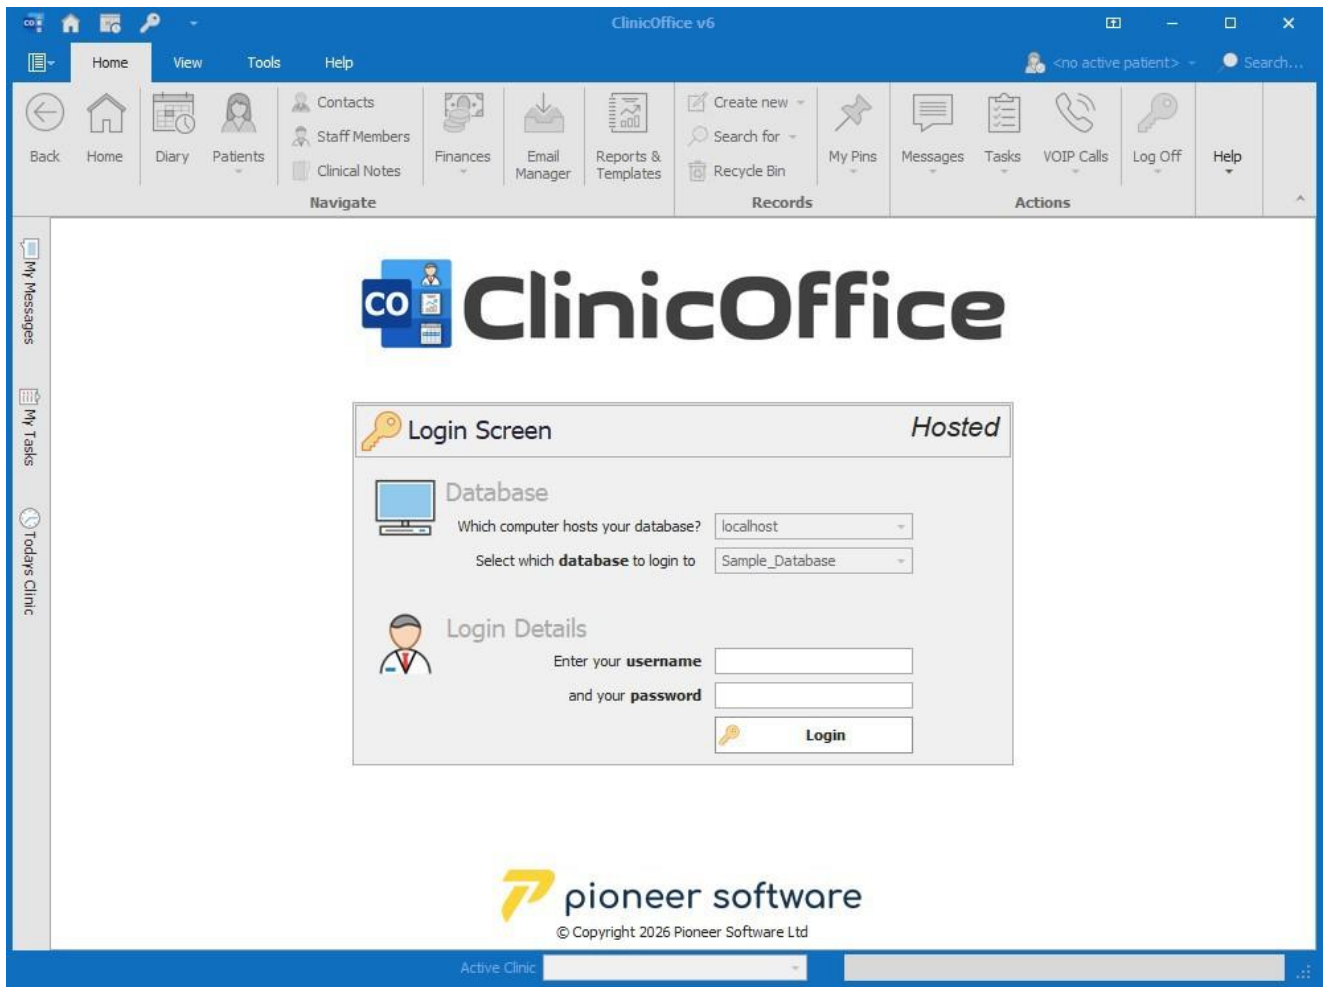 ClinicOffice v6
Home
View
Tools
Help
<no active patient>
Search...
Back
Home
Diary
Patients
Contacts
Staff Members
Clinical Notes
Finances
Email
Manager
Reports &
Templates
Create new
Search for
Recycle Bin
My Pins
Messages
Tasks
VOIP Calls
Log Off
Help
Navigate
Records
Actions
My Messages
My Tasks
Todays Clinic
CO
ClinicOffice
Login Screen
Hosted
Database
Which computer hosts your database?
localhost
Select which database to login to
Sample_Database
Login Details
Enter your username
and your password
Login
pioneer software
© Copyright 2026 Pioneer Software Ltd
Active Clinic